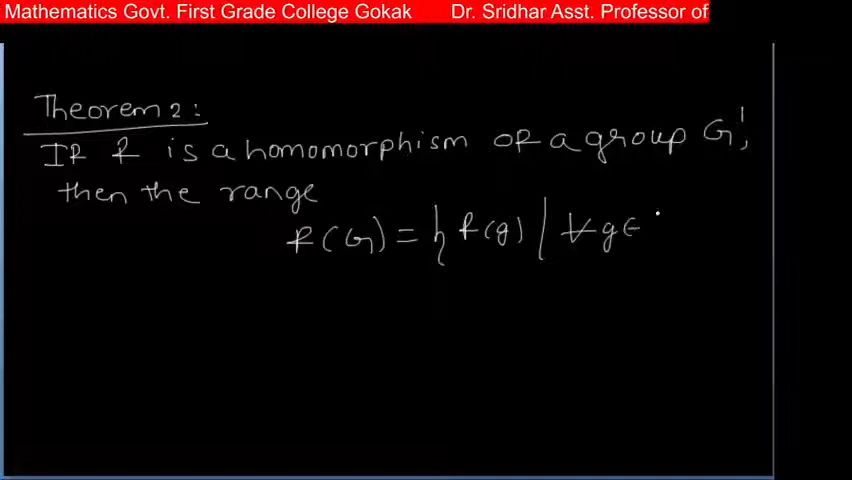 Mathematics Govt. First Grade College Gokak Dr. Sridhar Asst. Professor of
Theorem 2:
If f is a homomorphism of a group G',
then the range
f(G) = { f(g) | ∀ g ∈